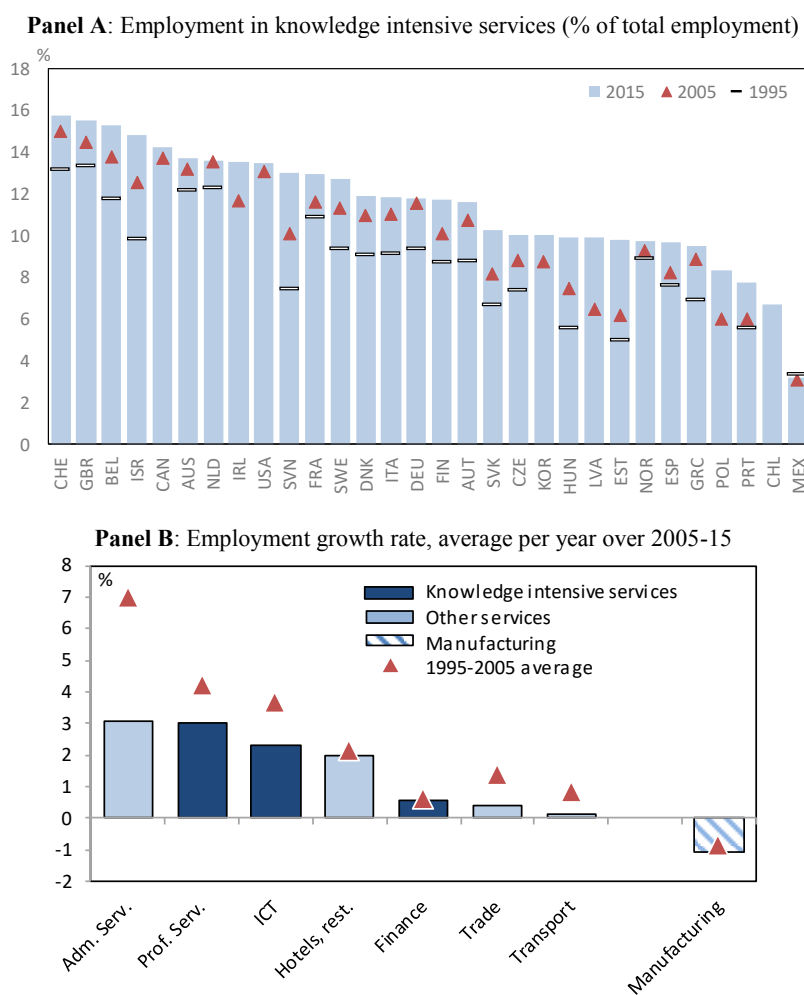 Panel A: Employment in knowledge intensive services (% of total employment)
%
2015 2005 1995
18
16
14
12
10
8
6
4
2
0
CHE GBR BEL ISR CAN AUS NLD IRL USA SVN FRA SWE DNK ITA DEU FIN AUT SVK CZE KOR HUN LVA EST NOR ESP GRC POL PRT CHL MEX
Panel B: Employment growth rate, average per year over 2005-15
%
Knowledge intensive services
Other services
Manufacturing
1995-2005 average
8
7
6
5
4
3
2
1
0
-1
-2
Adm. Serv. Prof. Serv. ICT Hotels, rest. Finance Trade Transport Manufacturing